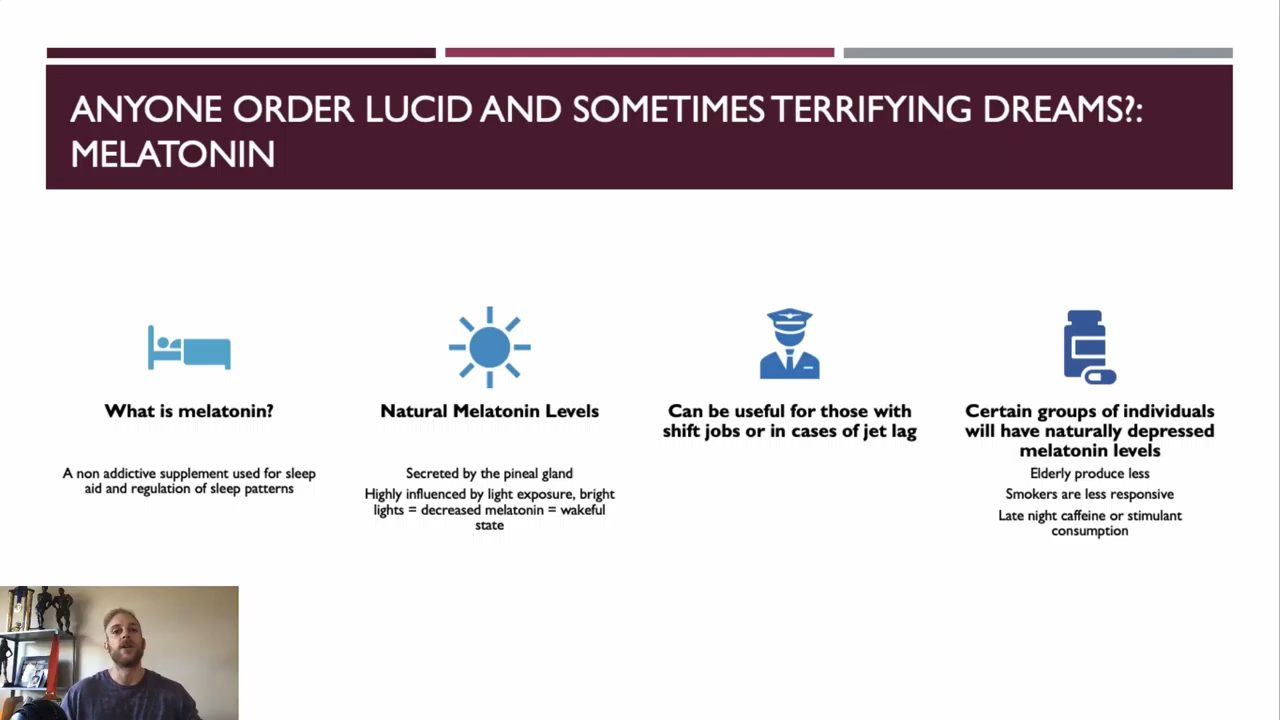 ANYONE ORDER LUCID AND SOMETIMES TERRIFYING DREAMS?:
MELATONIN
What is melatonin?
A non addictive supplement used for sleep
aid and regulation of sleep patterns
Natural Melatonin Levels
Secreted by the pineal gland
Highly influenced by light exposure, bright
lights = decreased melatonin = wakeful
state
Can be useful for those with
shift jobs or in cases of jet lag
Certain groups of individuals
will have naturally depressed
melatonin levels
Elderly produce less
Smokers are less responsive
Late night caffeine or stimulant
consumption